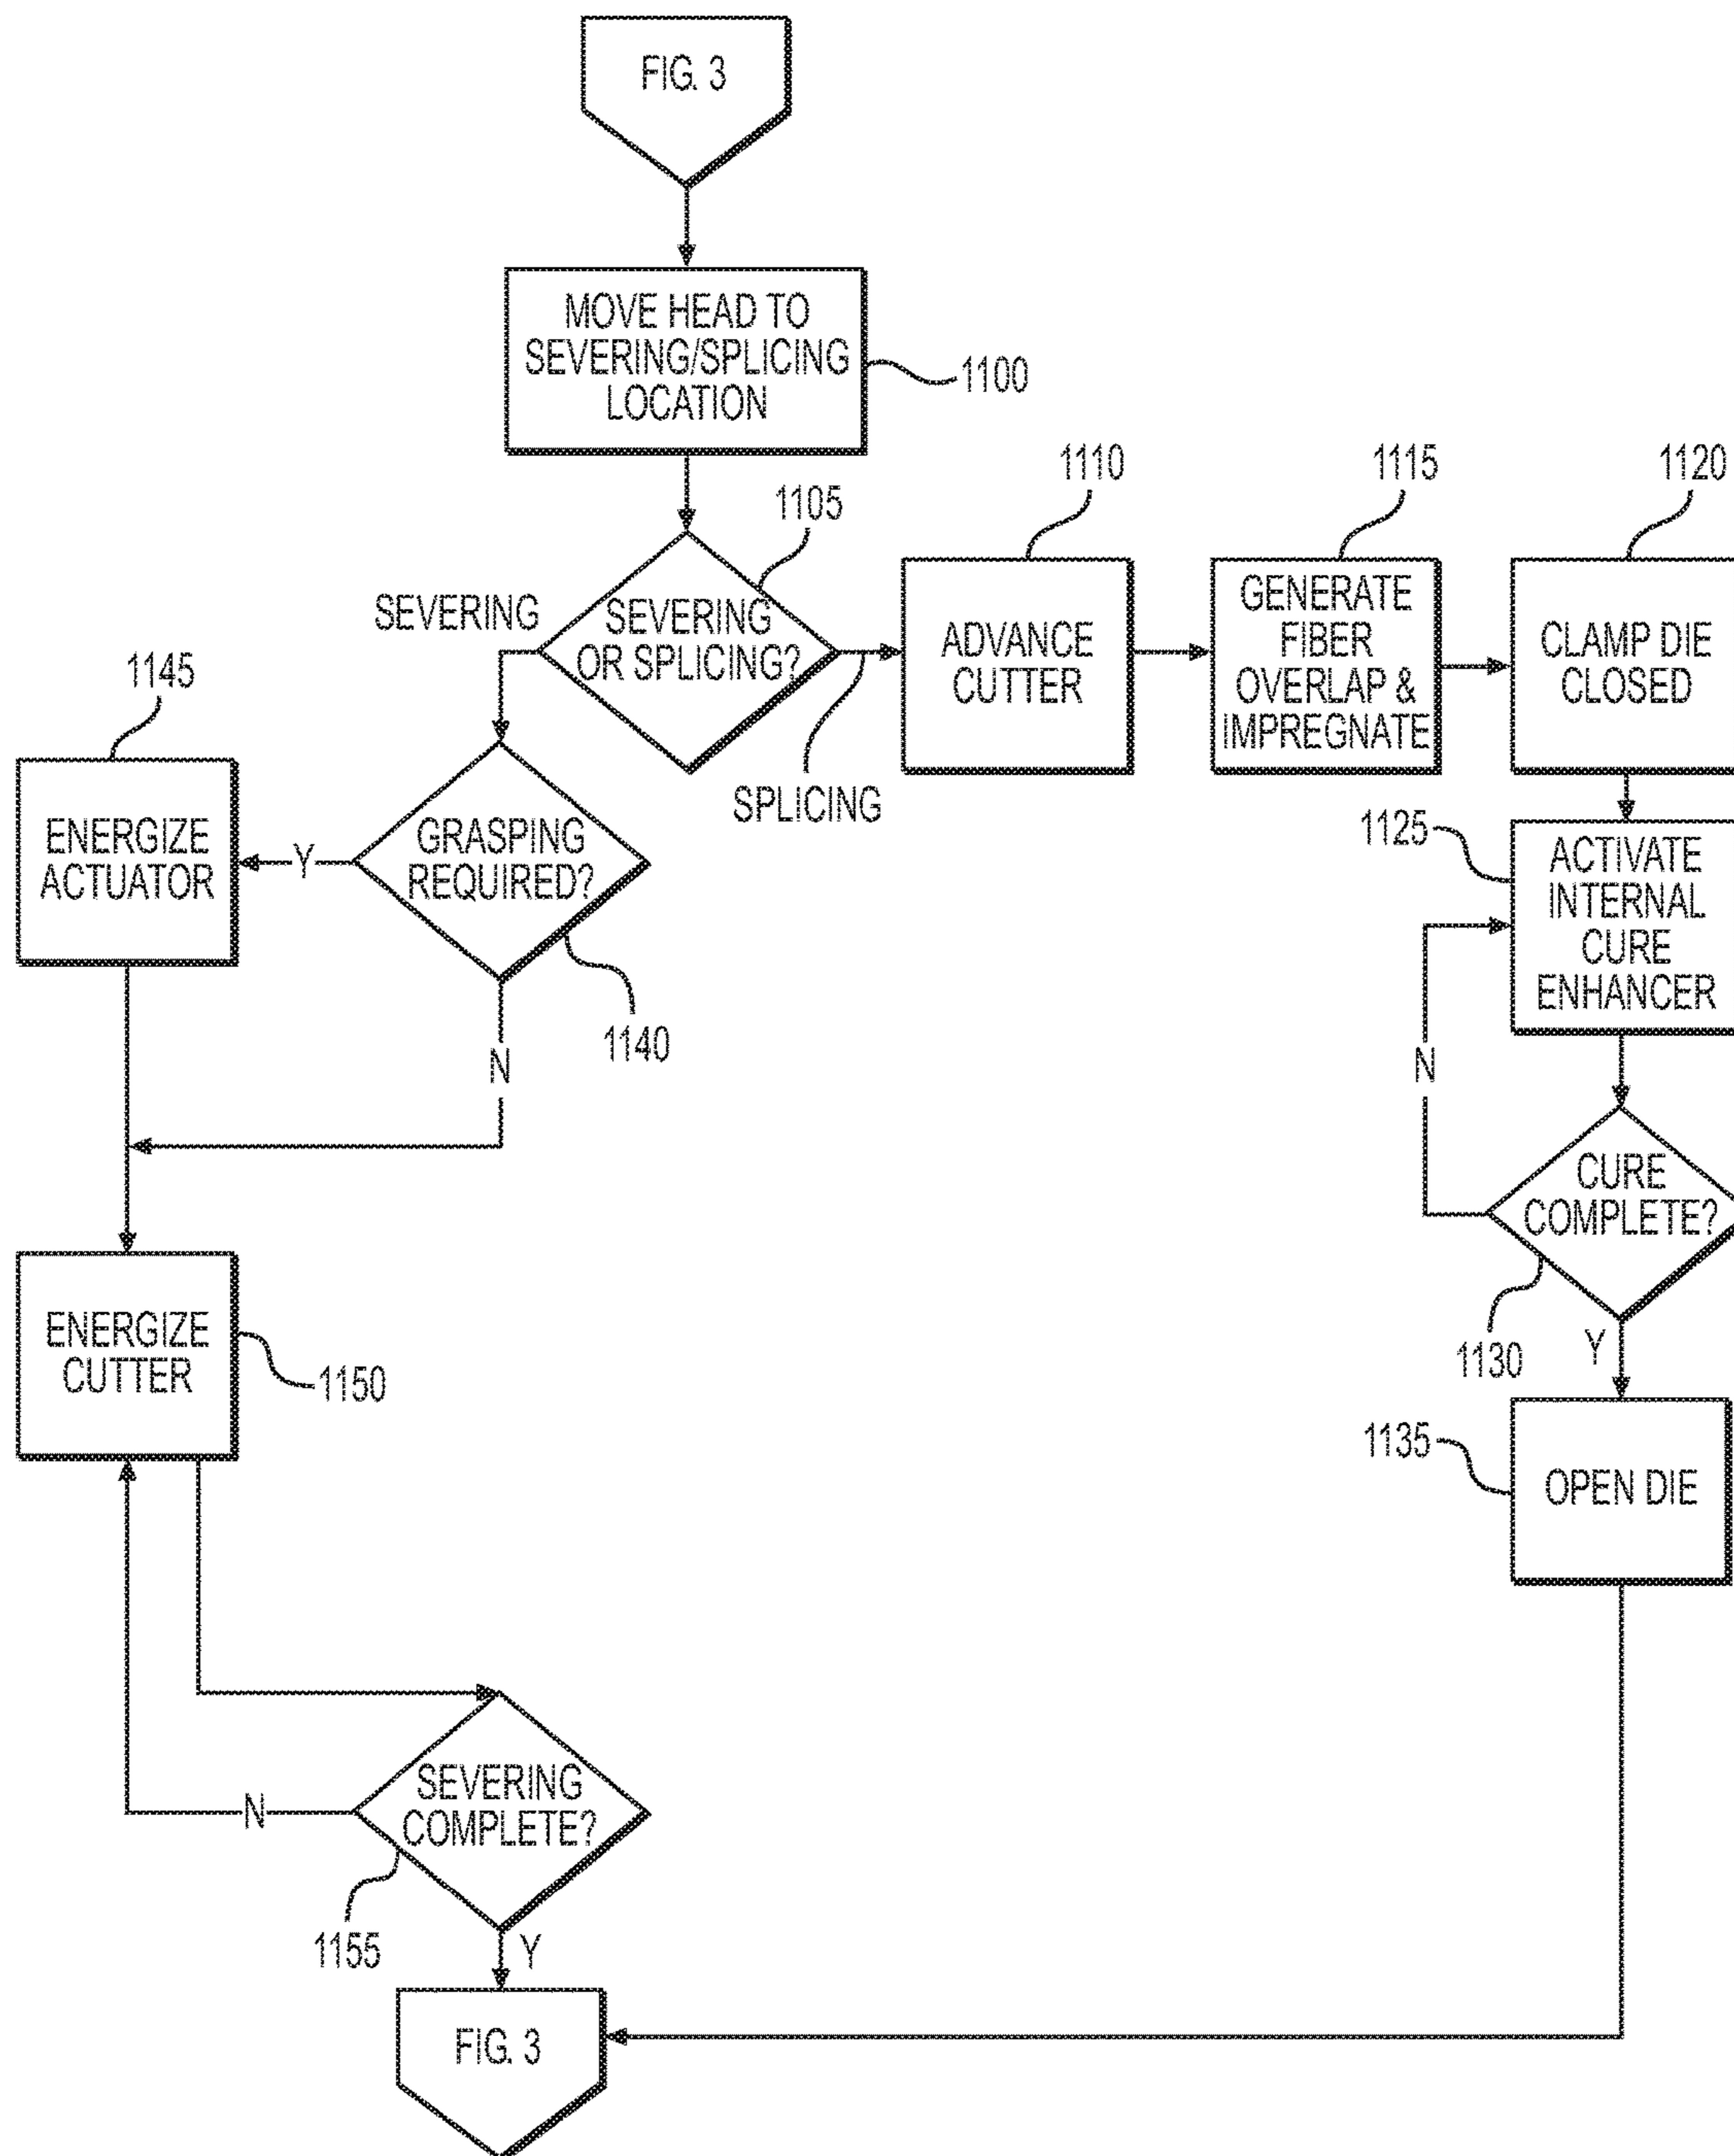 FIG. 3
MOVE HEAD TO
SEVERING/SPLICING
LOCATION
1100
1105
SEVERING
OR SPLICING?
SEVERING
SPLICING
1110
ADVANCE
CUTTER
1115
GENERATE
FIBER
OVERLAP &
IMPREGNATE
1120
CLAMP DIE
CLOSED
1125
ACTIVATE
INTERNAL
CURE
ENHANCER
N
CURE
COMPLETE?
1130
Y
1135
OPEN DIE
GRASPING
REQUIRED?
1140
Y
N
1145
ENERGIZE
ACTUATOR
ENERGIZE
CUTTER
1150
SEVERING
COMPLETE?
N
1155
Y
FIG. 3